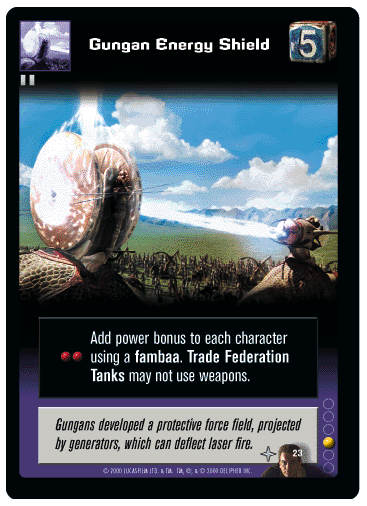 Gungan Energy Shield
5
Add power bonus to each character
using a fambaa. Trade Federation
Tanks may not use weapons.
Gungans developed a protective force field, projected
by generators, which can deflect laser fire.
23
© 2000 LUCASFILM LTD. & TM. TM, ®, & © 2000 DECIPHER INC.